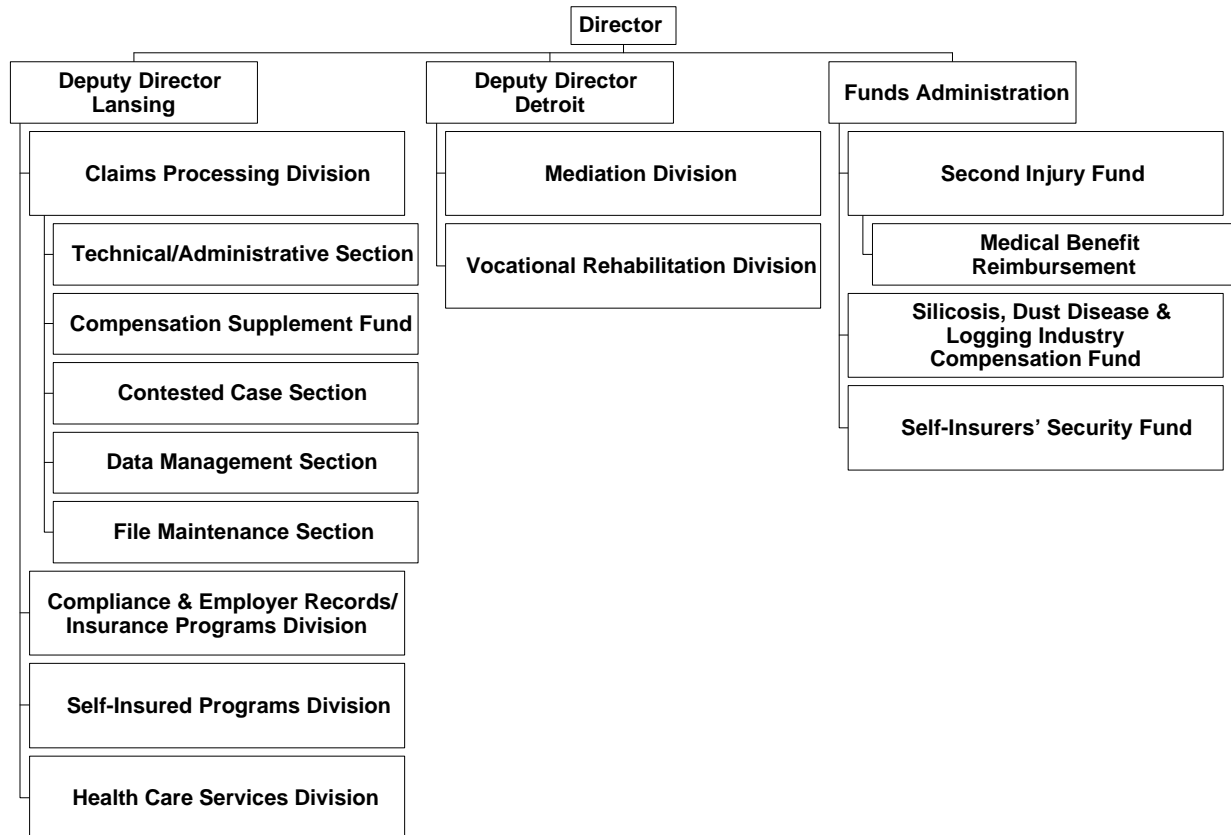 Director
Deputy Director
Lansing
Claims Processing Division
Technical/Administrative Section
Compensation Supplement Fund
Contested Case Section
Data Management Section
File Maintenance Section
Compliance & Employer Records/
Insurance Programs Division
Self-Insured Programs Division
Health Care Services Division
Deputy Director
Detroit
Mediation Division
Vocational Rehabilitation Division
Funds Administration
Second Injury Fund
Medical Benefit
Reimbursement
Silicosis, Dust Disease &
Logging Industry
Compensation Fund
Self-Insurers’ Security Fund